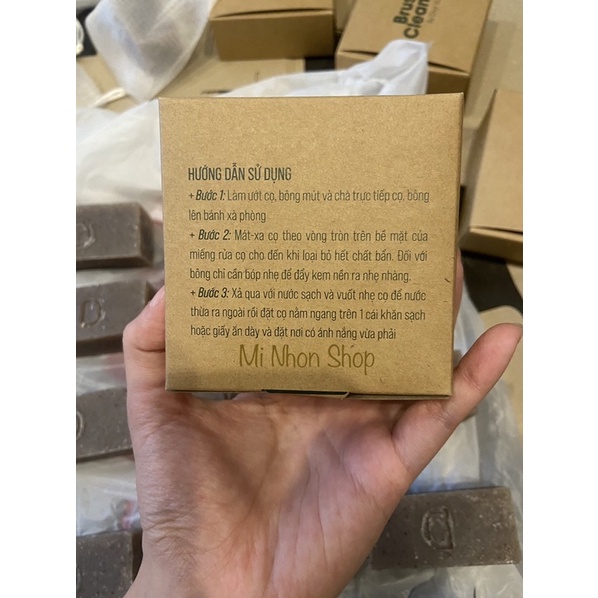 Brus
Clean
HƯỚNG DẪN SỬ DỤNG
+ Bước 1: Làm ướt cọ, bông mút và chà trực tiếp cọ, bông
lên bánh xà phòng
+ Bước 2: Mát-xa cọ theo vòng tròn trên bề mặt của
miếng rửa cọ cho đến khi loại bỏ hết chất bẩn. Đối với
bông chỉ cần bóp nhẹ để đẩy kem nền ra nhẹ nhàng.
+ Bước 3: Xả qua với nước sạch và vuốt nhẹ cọ để nước
thừa ra ngoài rồi đặt cọ nằm ngang trên 1 cái khăn sạch
hoặc giấy ăn dày và đặt nơi có ánh nắng vừa phải
Mi Nhon Shop